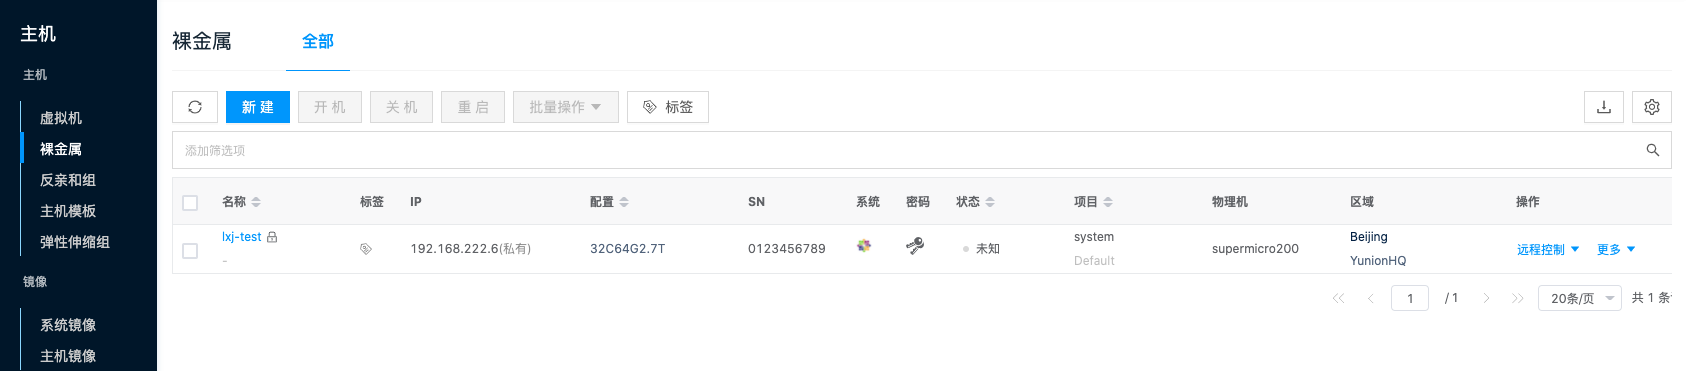 主机
主机
虚拟机
裸金属
反亲和组
主机模板
弹性伸缩组
镜像
系统镜像
主机镜像
裸金属 全部
新 建 开 机 关 机 重 启 批量操作 标签
添加筛选项
名称 标签 IP 配置 SN 系统 密码 状态 项目 物理机 区域 操作
lxj-test 192.168.222.6(私有) 32C64G2.7T 0123456789 未知 system supermicro200 Beijing 远程控制 更多
- Default YunionHQ
1 / 1 20条/页 共 1 条